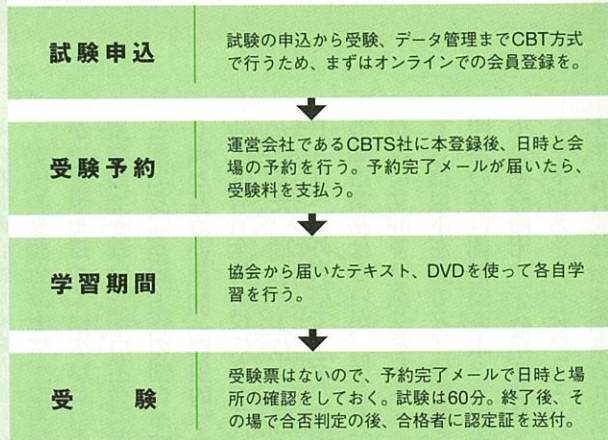 試験申込
試験の申込から受験、データ管理までCBT方式
で行うため、まずはオンラインでの会員登録を。
受験予約
運営会社であるCBTS社に本登録後、日時と会
場の予約を行う。予約完了メールが届いたら、
受験料を支払う。
学習期間
協会から届いたテキスト、DVDを使って各自学
習を行う。
受　験
受験票はないので、予約完了メールで日時と場
所の確認をしておく。試験は60分。終了後、そ
の場で合否判定の後、合格者に認定証を送付。